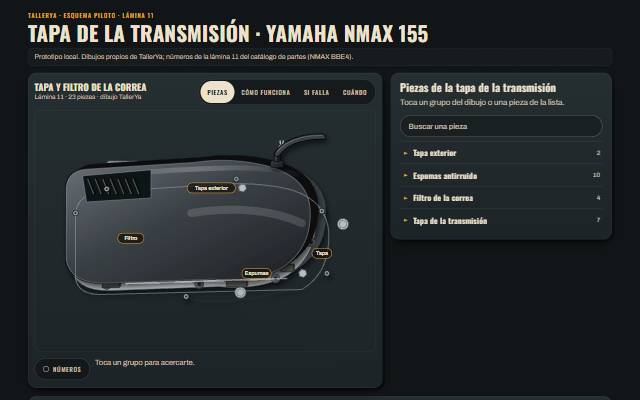 TALLERYA · ESQUEMA PILOTO · LÁMINA 11
TAPA DE LA TRANSMISIÓN · YAMAHA NMAX 155
Prototipo local. Dibujos propios de TallerYa; números de la lámina 11 del catálogo de partes (NMAX BBE4).
TAPA Y FILTRO DE LA CORREA
Lámina 11 · 23 piezas · dibujo TallerYa
PIEZAS
CÓMO FUNCIONA
SI FALLA
CUÁNDO
Tapa exterior
Filtro
Tapa
Espumas
NÚMEROS
Toca un grupo para acercarte.
Piezas de la tapa de la transmisión
Toca un grupo del dibujo o una pieza de la lista.
Buscar una pieza
Tapa exterior 2
Espumas antirruido 10
Filtro de la correa 4
Tapa de la transmisión 7